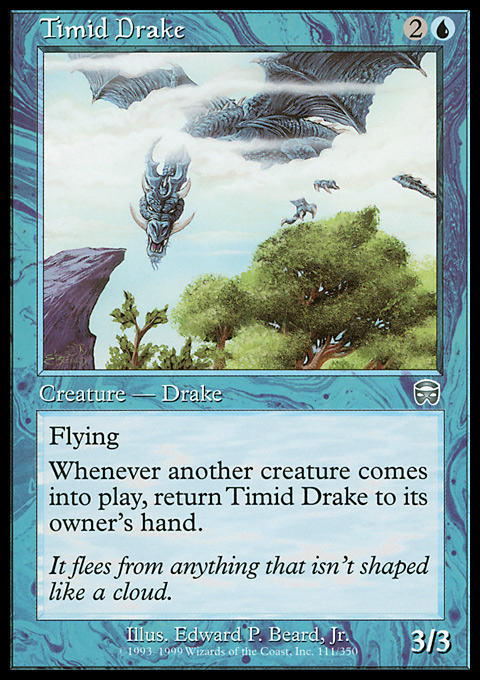 Timid Drake 2
Creature — Drake
Flying
Whenever another creature comes
into play, return Timid Drake to its
owner's hand.
It flees from anything that isn't shaped
like a cloud.
Illus. Edward P. Beard, Jr.
© 1993-1999 Wizards of the Coast, Inc. 111/350
3/3